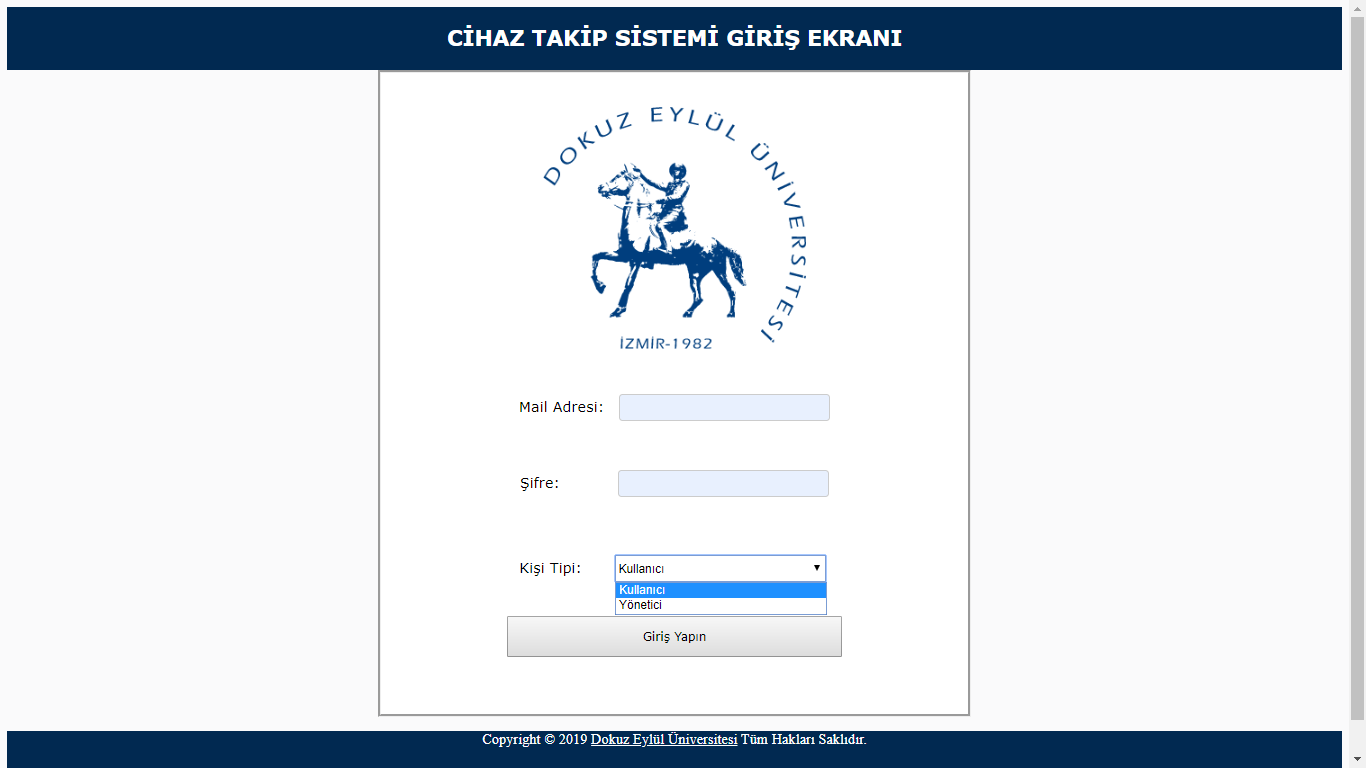 CİHAZ TAKİP SİSTEMİ GİRİŞ EKRANI
DOKUZ EYLÜL ÜNİVERSİTESİ
İZMİR-1982
Mail Adresi:
Şifre:
Kişi Tipi: Kullanıcı
Kullanıcı
Yönetici
Giriş Yapın
Copyright © 2019 Dokuz Eylül Üniversitesi Tüm Hakları Saklıdır.